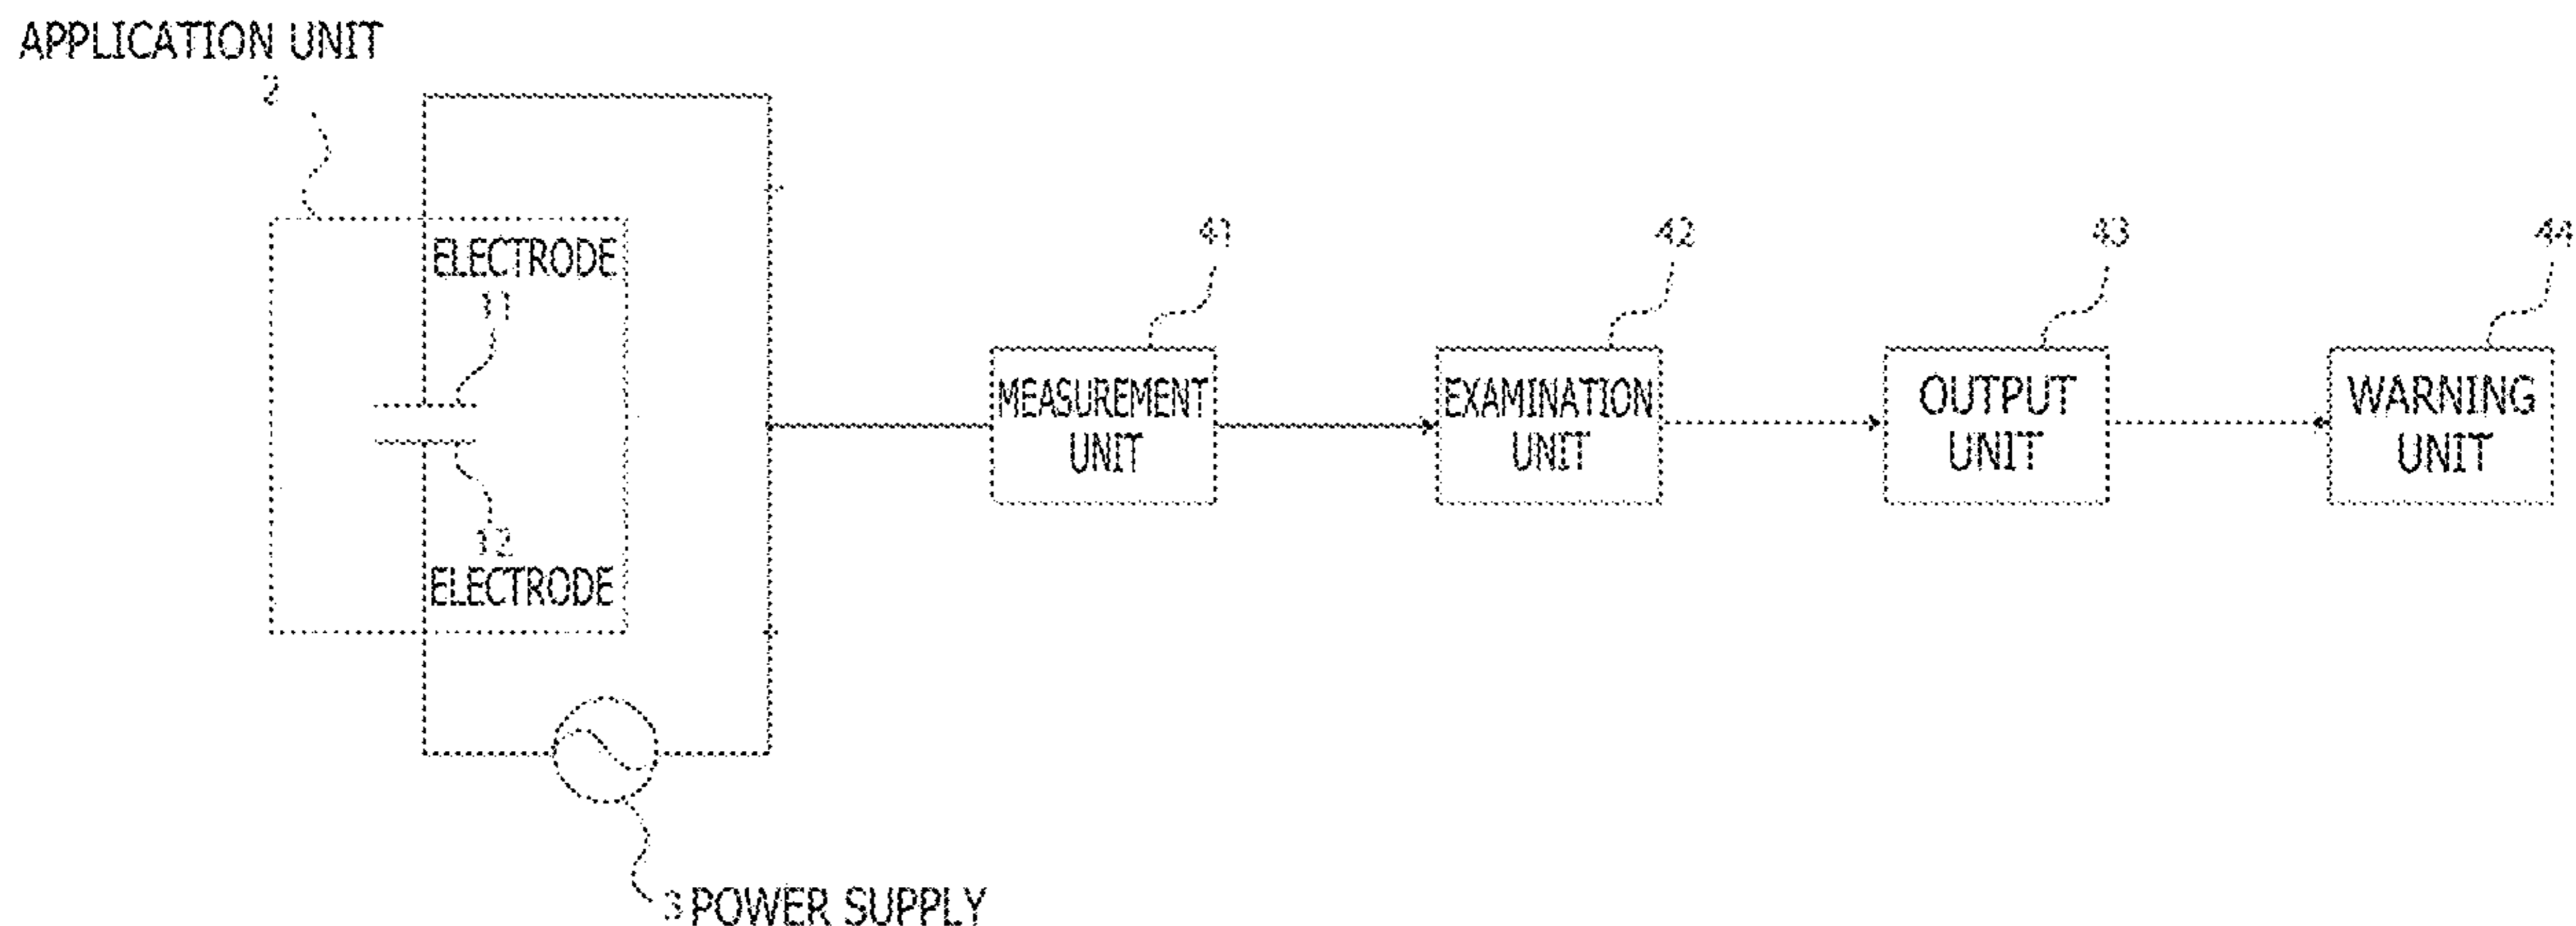 APPLICATION UNIT
2
ELECTRODE
11
12
ELECTRODE
3 POWER SUPPLY
41
MEASUREMENT
UNIT
42
EXAMINATION
UNIT
43
OUTPUT
UNIT
44
WARNING
UNIT